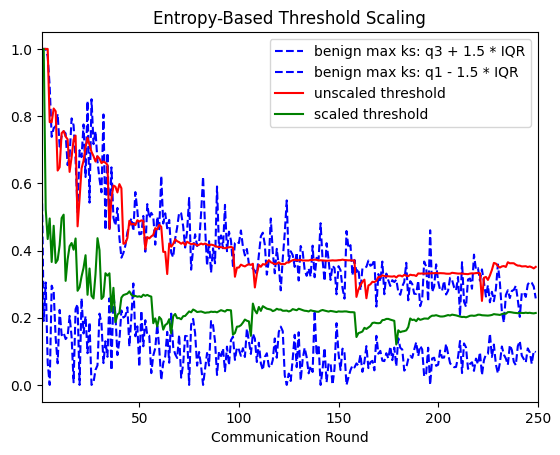 Entropy-Based Threshold Scaling
benign max ks: q3 + 1.5 * IQR
benign max ks: q1 - 1.5 * IQR
unscaled threshold
scaled threshold
1.0
0.8
0.6
0.4
0.2
0.0
50
100
150
200
250
Communication Round